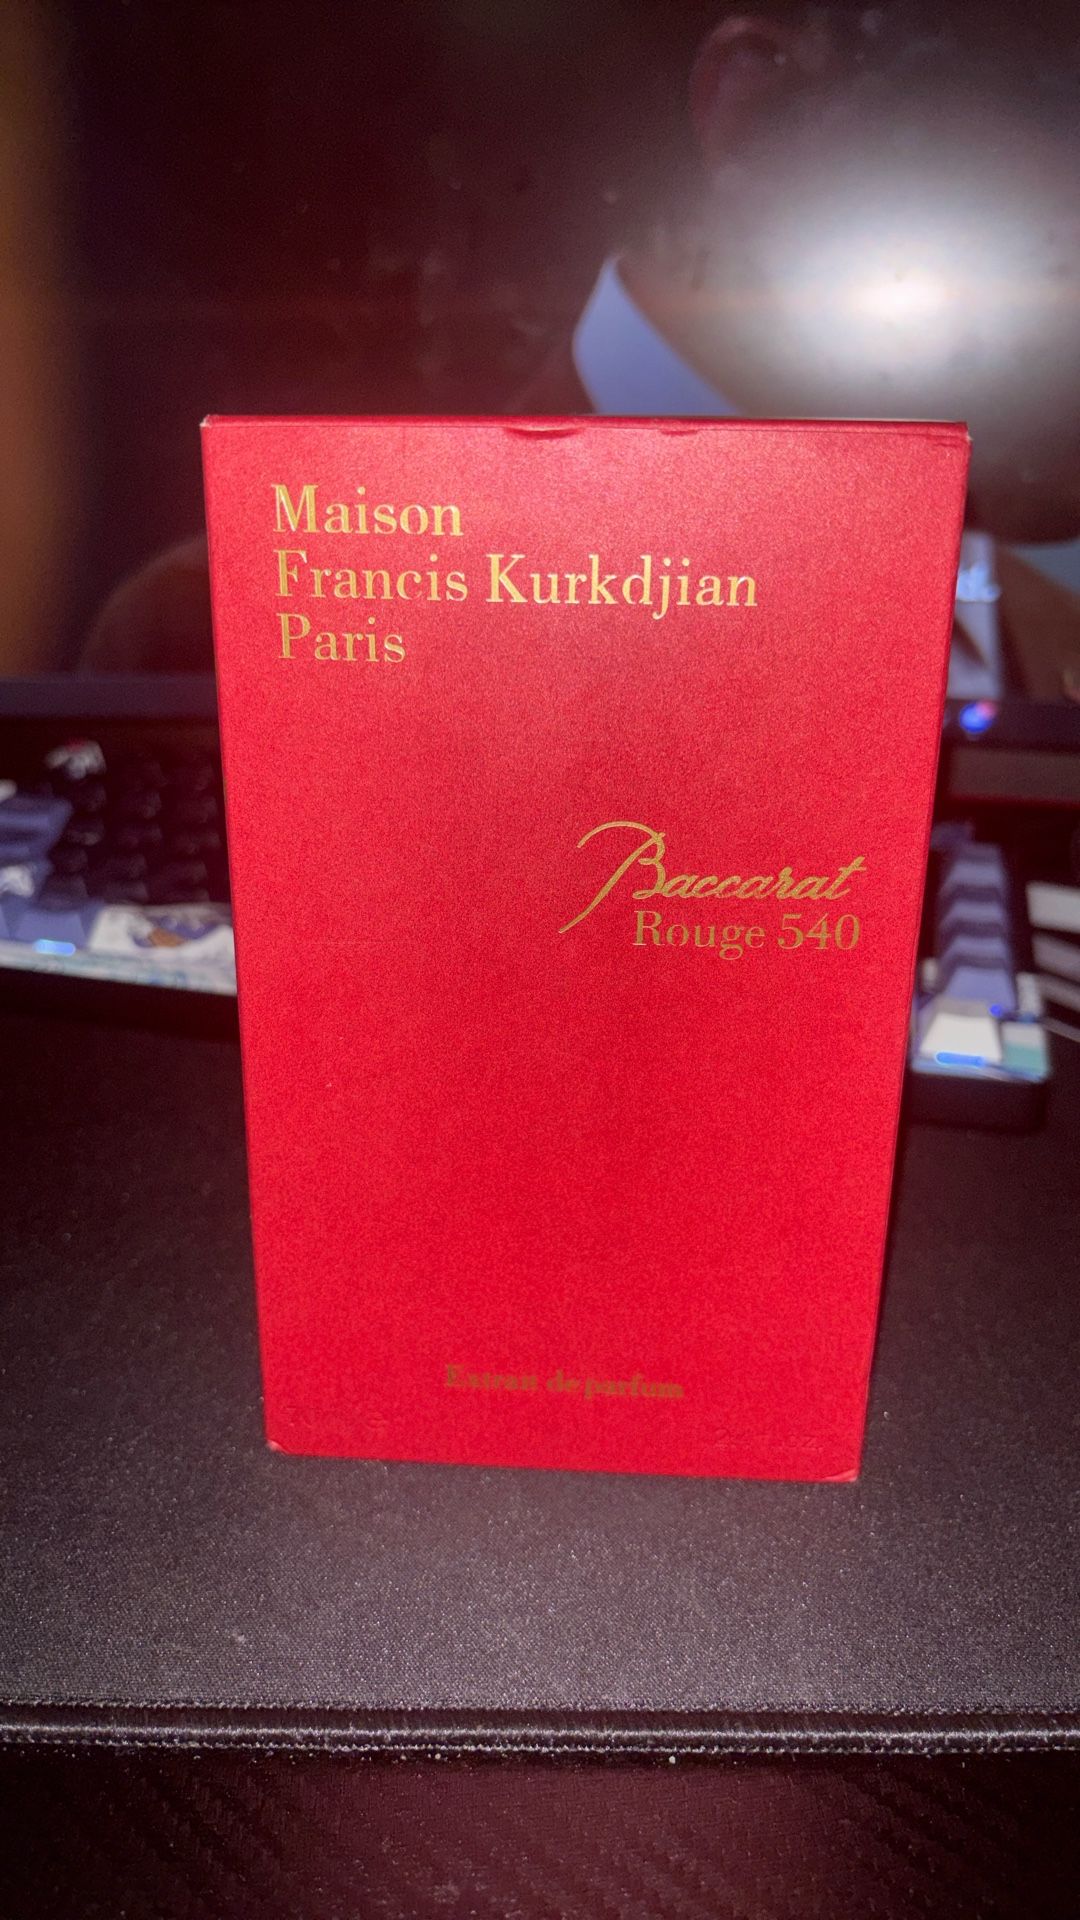 Maison
Francis Kurkdjian
Paris
Baccarat
Rouge 540
Extrait de parfum